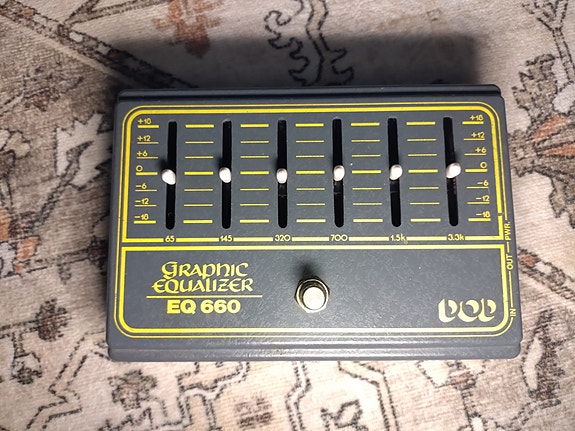 +18 +18
+12 +12
+6 +6
0 0
-6 -6
-12 -12
-18 -18
65 145 320 700 1.5k 3.3k
PWR.
OUT
IN
GRAPHIC
EQUALIZER
EQ 660
DOD